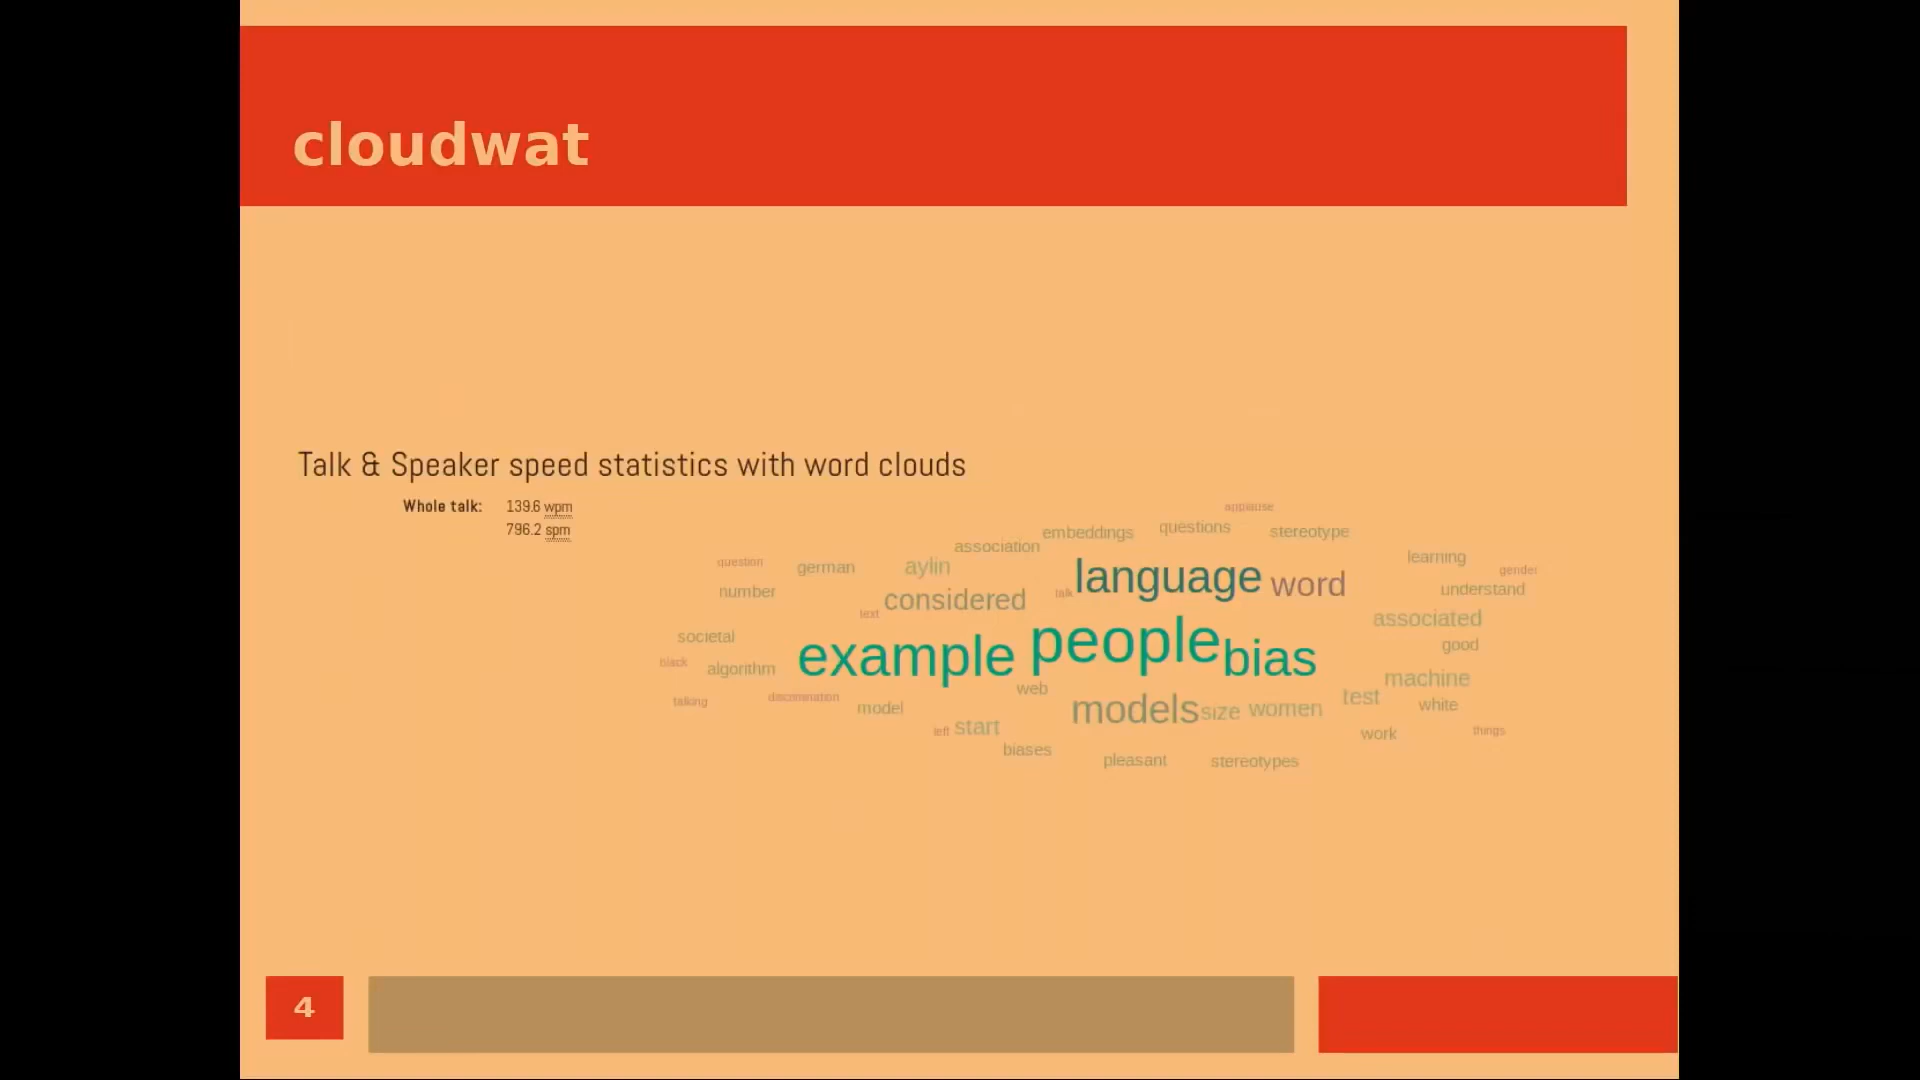 cloudwat
Talk & Speaker speed statistics with word clouds
Whole talk: 139.6 wpm
796.2 spm
applause
embeddings questions stereotype
association learning
question german aylin language word gender
number considered talk understand
text associated
societal example people bias good
black algorithm machine
web test
talking discrimination model models size women white
left start work things
biases pleasant stereotypes
4